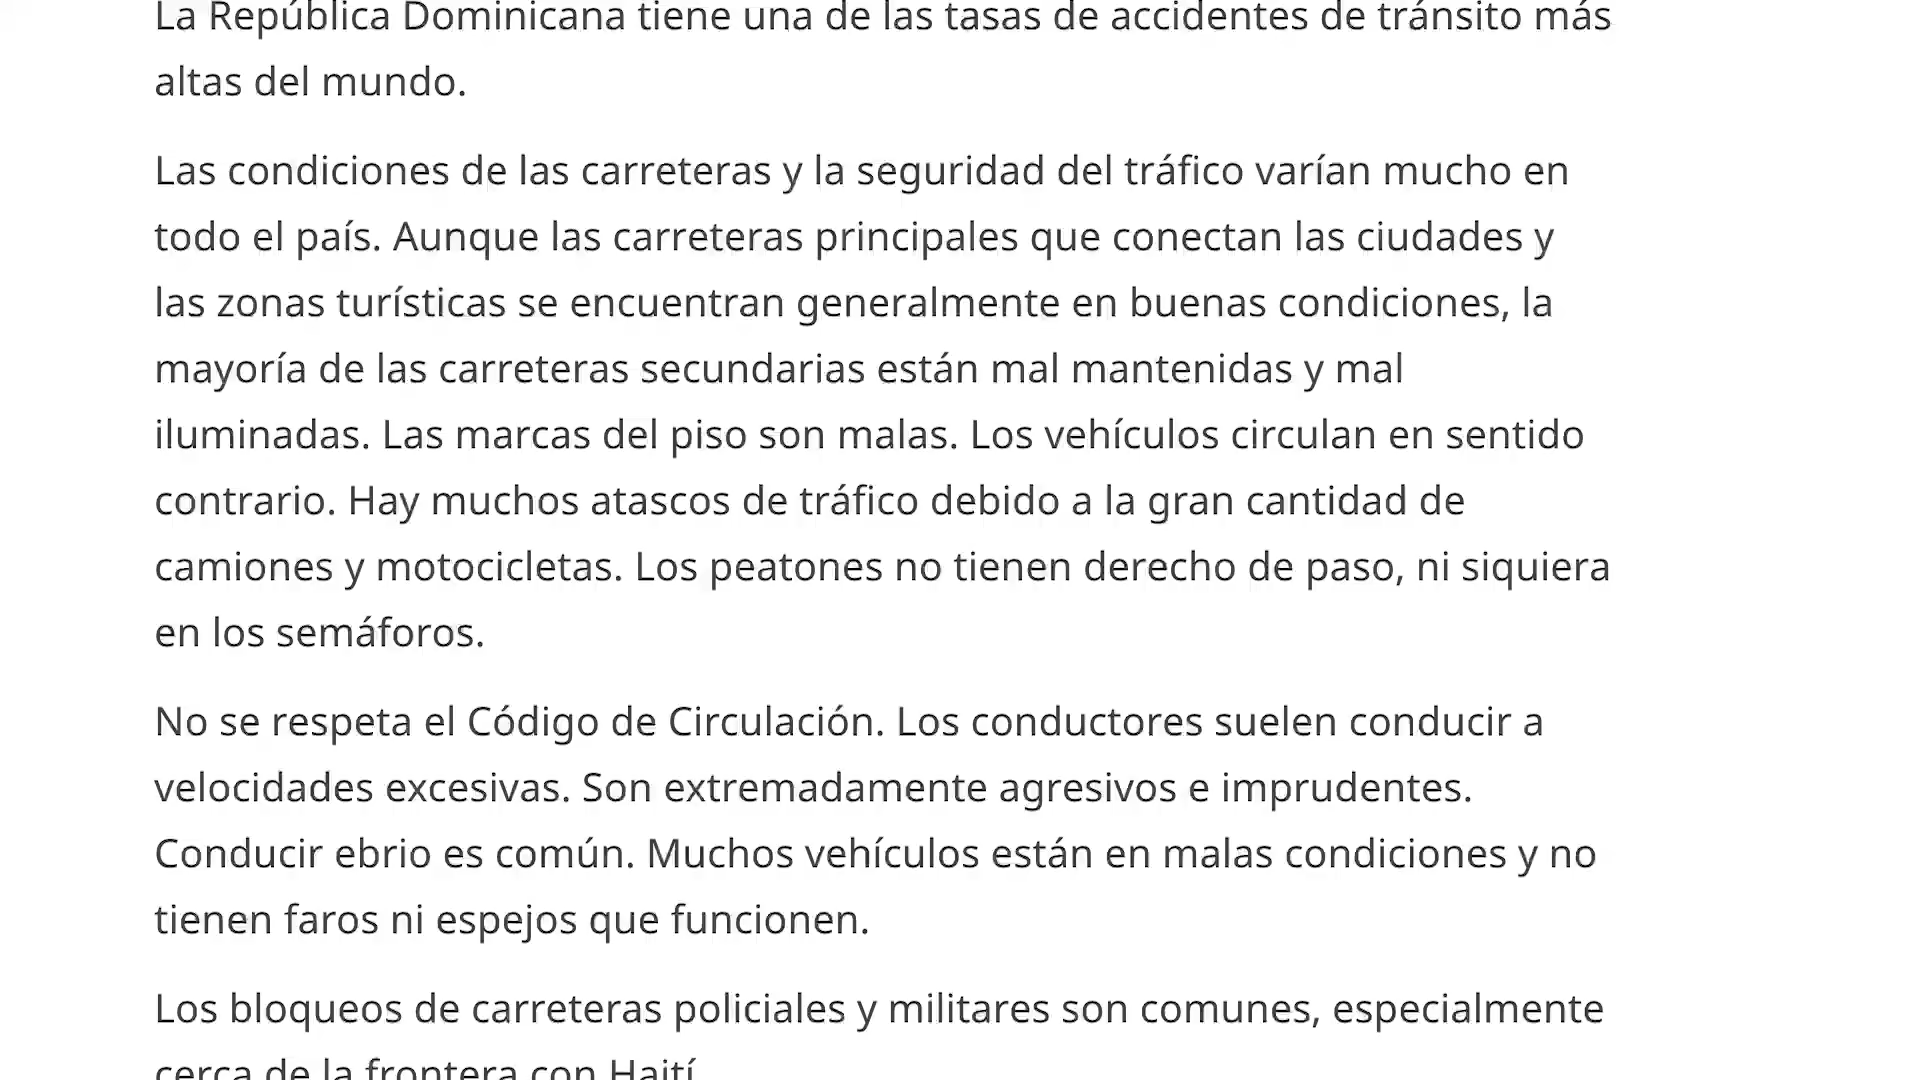 La República Dominicana tiene una de las tasas de accidentes de tránsito más
altas del mundo.
Las condiciones de las carreteras y la seguridad del tráfico varían mucho en
todo el país. Aunque las carreteras principales que conectan las ciudades y
las zonas turísticas se encuentran generalmente en buenas condiciones, la
mayoría de las carreteras secundarias están mal mantenidas y mal
iluminadas. Las marcas del piso son malas. Los vehículos circulan en sentido
contrario. Hay muchos atascos de tráfico debido a la gran cantidad de
camiones y motocicletas. Los peatones no tienen derecho de paso, ni siquiera
en los semáforos.
No se respeta el Código de Circulación. Los conductores suelen conducir a
velocidades excesivas. Son extremadamente agresivos e imprudentes.
Conducir ebrio es común. Muchos vehículos están en malas condiciones y no
tienen faros ni espejos que funcionen.
Los bloqueos de carreteras policiales y militares son comunes, especialmente
cerca de la frontera con Haití